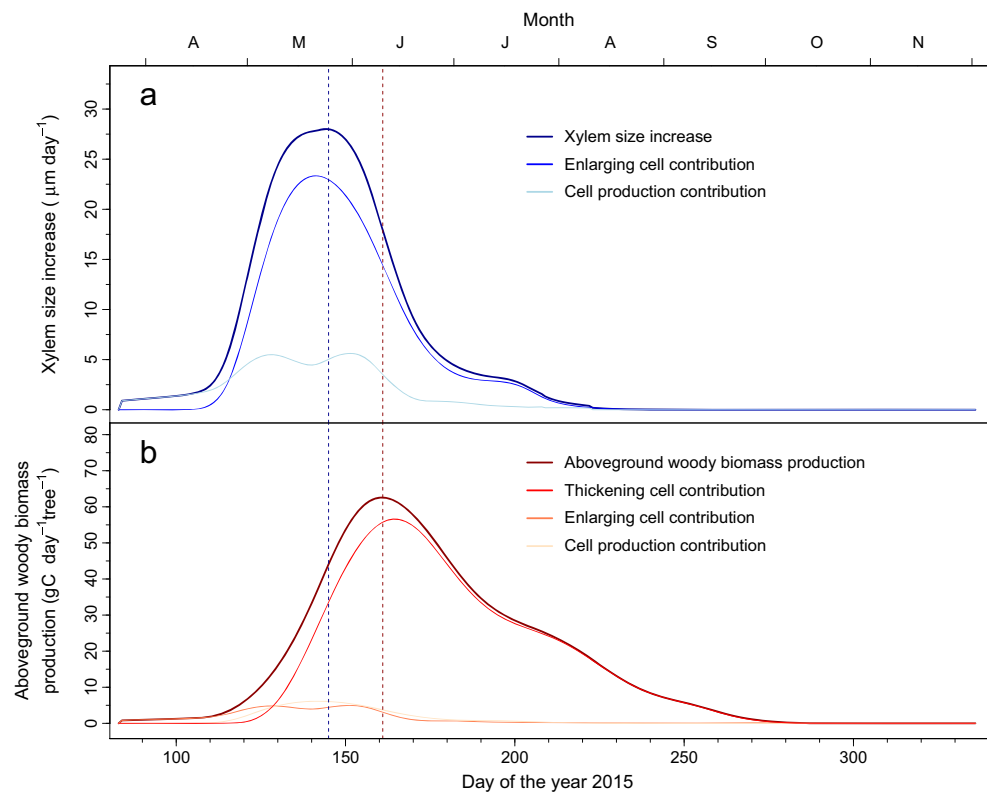 Month
A M J J A S O N
a
Xylem size increase ( μm day⁻¹)
30
25
20
15
10
5
0
Xylem size increase
Enlarging cell contribution
Cell production contribution
b
Aboveground woody biomass
production (gC day⁻¹tree⁻¹)
80
70
60
50
40
30
20
10
0
Aboveground woody biomass production
Thickening cell contribution
Enlarging cell contribution
Cell production contribution
100 150 200 250 300
Day of the year 2015